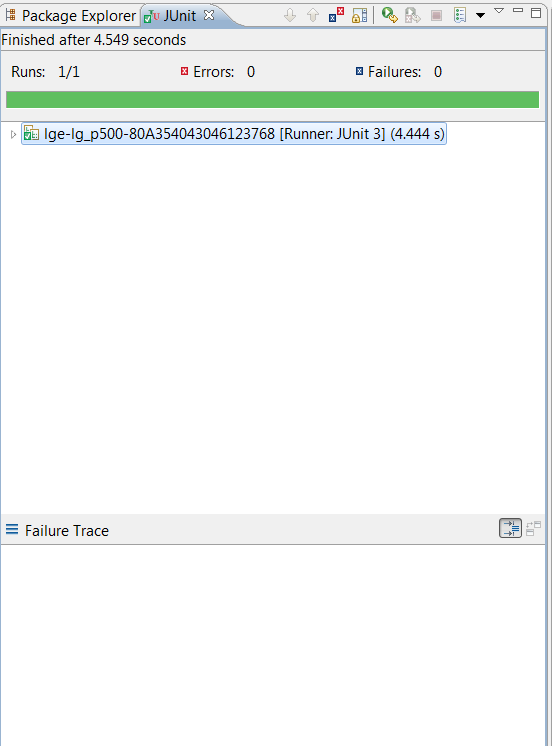 Package Explorer JUnit
Finished after 4.549 seconds
Runs: 1/1 Errors: 0 Failures: 0
lge-lg_p500-80A354043046123768 [Runner: JUnit 3] (4.444 s)
Failure Trace